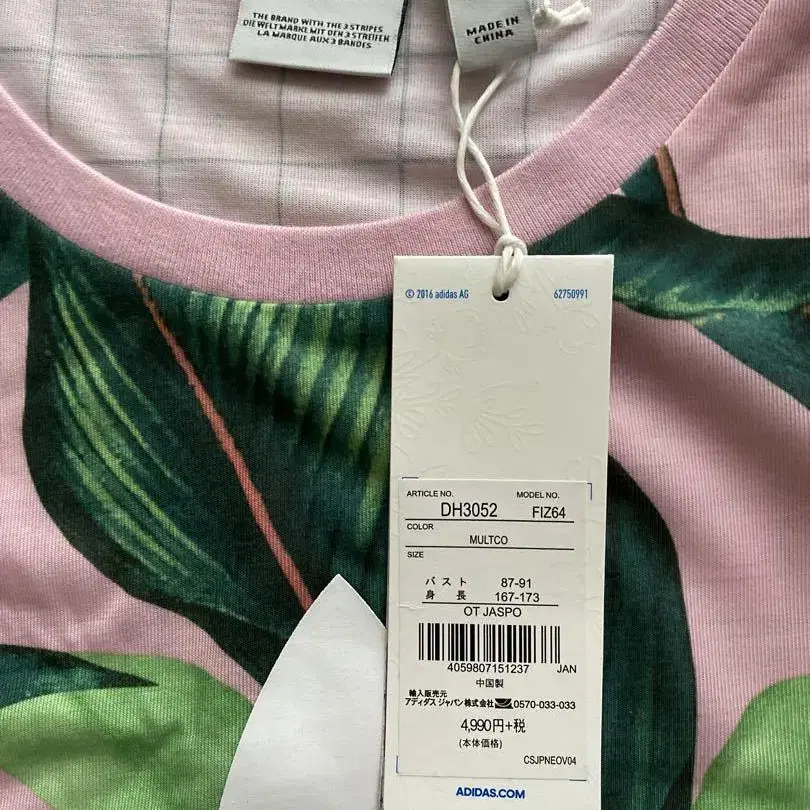 THE BRAND WITH THE 3 STRIPES
DIE WELTMARKE MIT DEN 3 STREIFEN
LA MARQUE AUX 3 BANDES
MADE IN
CHINA
© 2016 adidas AG 62750991
ARTICLE NO. MODEL NO.
DH3052 FIZ64
COLOR
MULTCO
SIZE
バスト 87-91
身長 167-173
OT JASPO
4059807151237 JAN
中国製
輸入販売元
アディダス ジャパン株式会社 0570-033-033
4,990円+税
(本体価格)
CSJPNEOV04
ADIDAS.COM